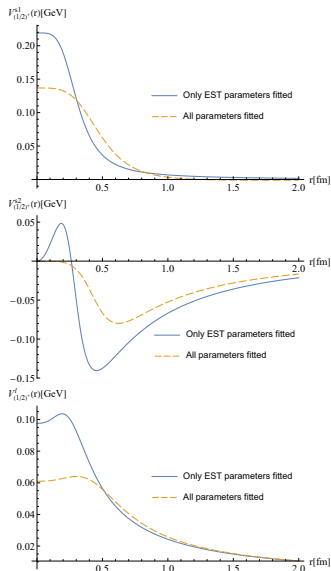 V^{s1}_{(1/2)^-}(r)[GeV]
0.20
0.15
0.10
0.05
Only EST parameters fitted
All parameters fitted
0.5 1.0 1.5 2.0 r[fm]
V^{s2}_{(1/2)^-}(r)[GeV]
0.05
0.00
0.5 1.0 1.5 2.0 r[fm]
-0.05
-0.10
-0.15
Only EST parameters fitted
All parameters fitted
V^{l}_{(1/2)^-}(r)[GeV]
0.10
0.08
0.06
0.04
0.02
Only EST parameters fitted
All parameters fitted
0.5 1.0 1.5 2.0 r[fm]